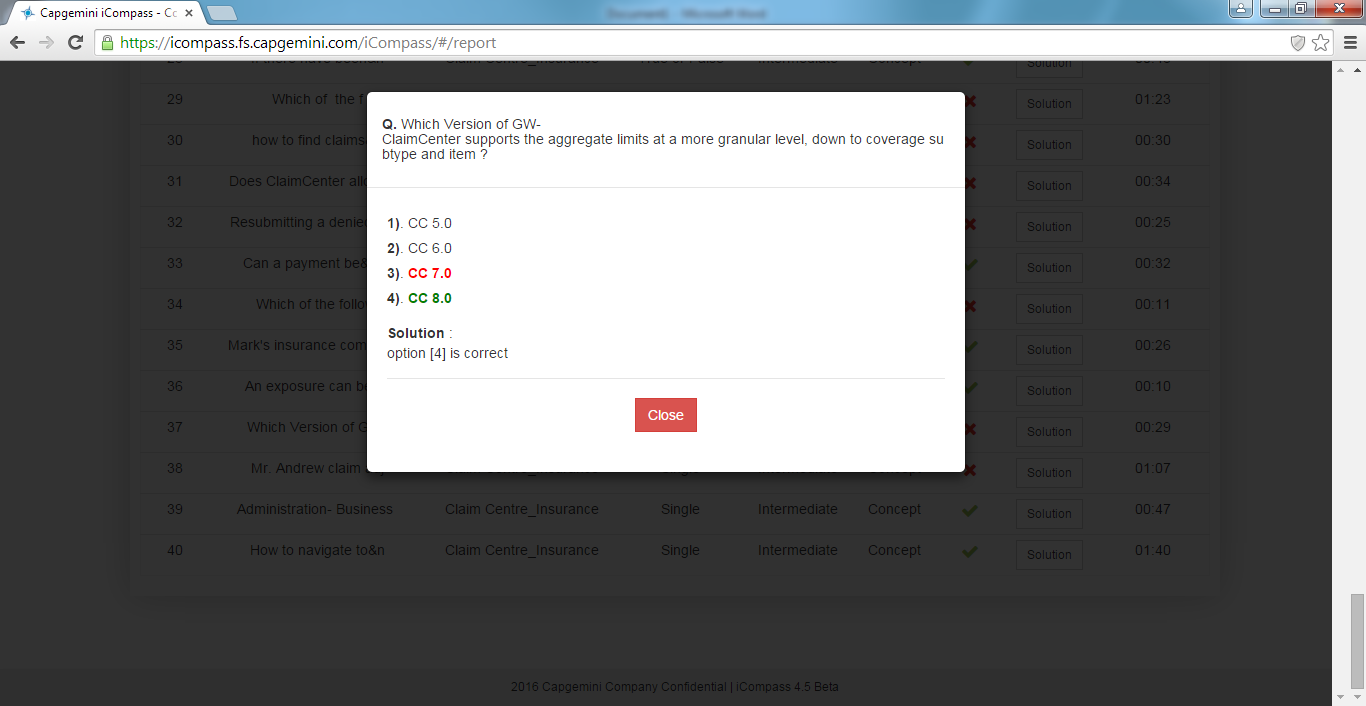 Capgemini iCompass - Cc
Document1 - Microsoft Word
https://icompass.fs.capgemini.com/iCompass/#/report
Solution
29 Which of the f Solution 01:23
30 how to find claims Solution 00:30
31 Does ClaimCenter all Solution 00:34
32 Resubmitting a denie Solution 00:25
33 Can a payment be& Solution 00:32
34 Which of the follo Solution 00:11
35 Mark's insurance com Solution 00:26
36 An exposure can b Solution 00:10
37 Which Version of G Solution 00:29
38 Mr. Andrew claim Solution 01:07
39 Administration- Business Claim Centre_Insurance Single Intermediate Concept Solution 00:47
40 How to navigate to&n Claim Centre_Insurance Single Intermediate Concept Solution 01:40
Q. Which Version of GW-
ClaimCenter supports the aggregate limits at a more granular level, down to coverage su
btype and item ?
1). CC 5.0
2). CC 6.0
3). CC 7.0
4). CC 8.0
Solution :
option [4] is correct
Close
2016 Capgemini Company Confidential | iCompass 4.5 Beta